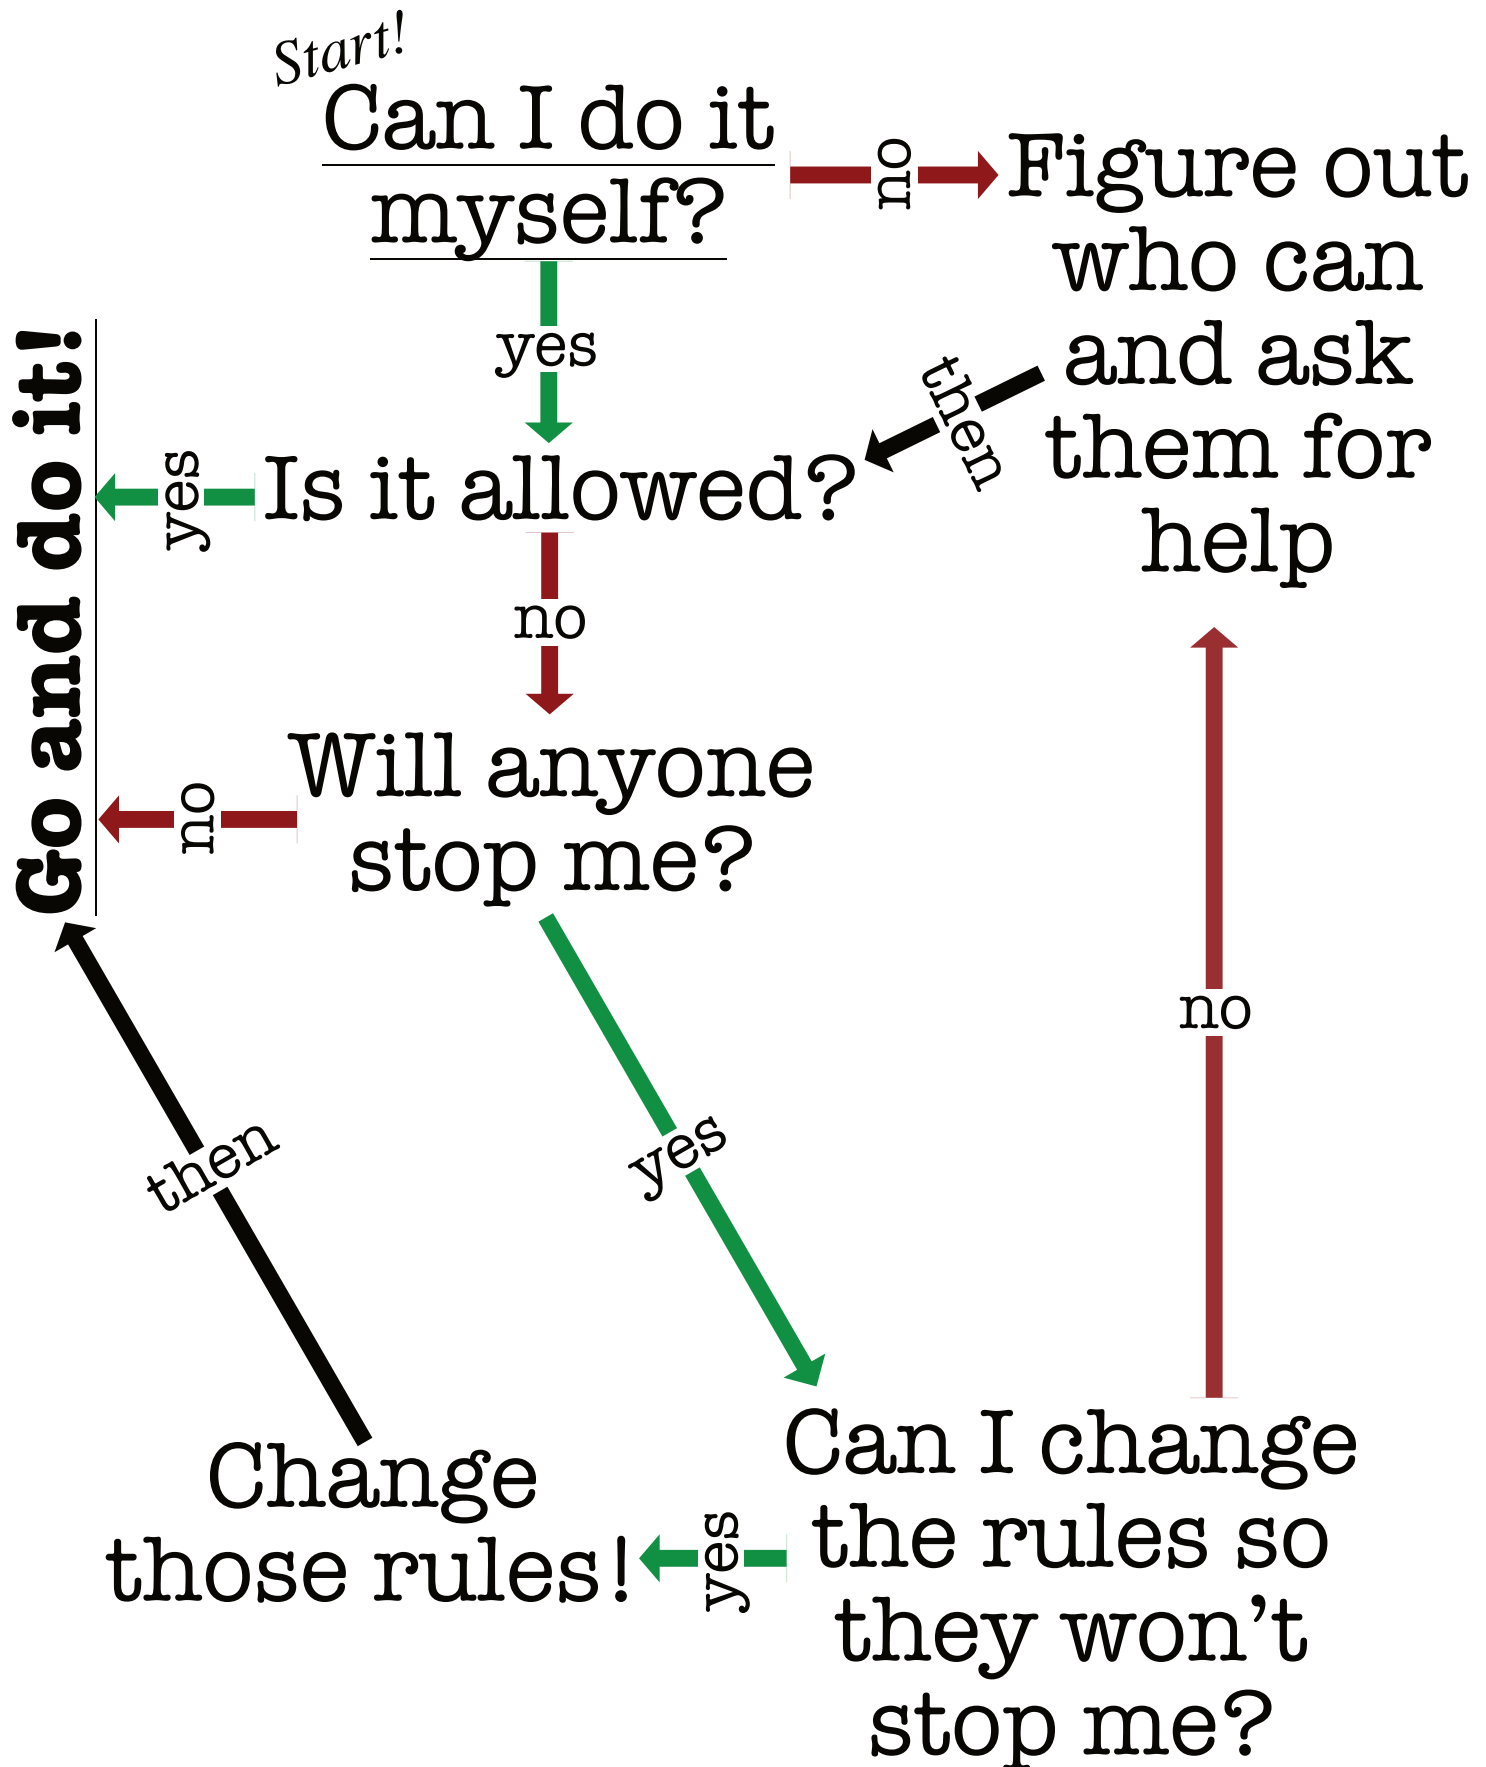 Start!
Can I do it
myself?
no
Figure out
who can
and ask
them for
help
yes
then
Is it allowed?
yes
Go and do it!
no
Will anyone
stop me?
no
yes
no
then
Can I change
the rules so
they won’t
stop me?
yes
Change
those rules!